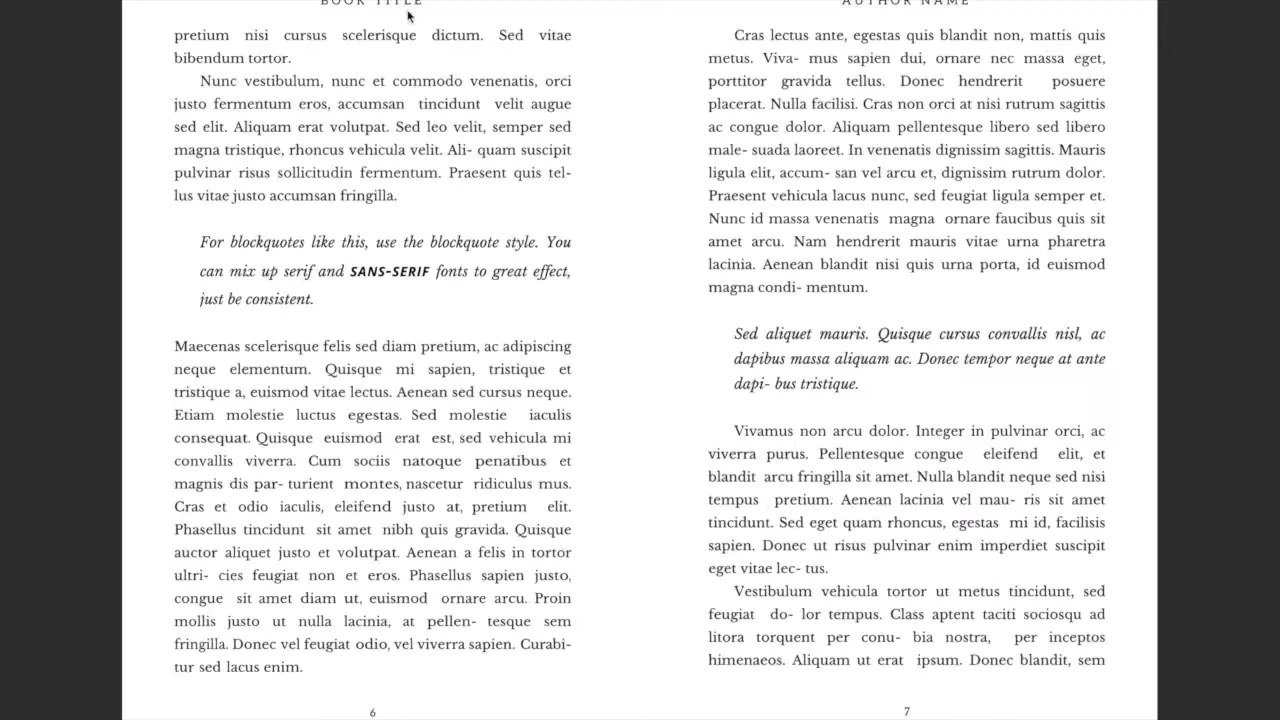 BOOK TITLE
pretium nisi cursus scelerisque dictum. Sed vitae
bibendum tortor.
Nunc vestibulum, nunc et commodo venenatis, orci
justo fermentum eros, accumsan tincidunt velit augue
sed elit. Aliquam erat volutpat. Sed leo velit, semper sed
magna tristique, rhoncus vehicula velit. Ali- quam suscipit
pulvinar risus sollicitudin fermentum. Praesent quis tel-
lus vitae justo accumsan fringilla.
For blockquotes like this, use the blockquote style. You
can mix up serif and SANS-SERIF fonts to great effect,
just be consistent.
Maecenas scelerisque felis sed diam pretium, ac adipiscing
neque elementum. Quisque mi sapien, tristique et
tristique a, euismod vitae lectus. Aenean sed cursus neque.
Etiam molestie luctus egestas. Sed molestie iaculis
consequat. Quisque euismod erat est, sed vehicula mi
convallis viverra. Cum sociis natoque penatibus et
magnis dis par- turient montes, nascetur ridiculus mus.
Cras et odio iaculis, eleifend justo at, pretium elit.
Phasellus tincidunt sit amet nibh quis gravida. Quisque
auctor aliquet justo et volutpat. Aenean a felis in tortor
ultri- cies feugiat non et eros. Phasellus sapien justo,
congue sit amet diam ut, euismod ornare arcu. Proin
mollis justo ut nulla lacinia, at pellen- tesque sem
fringilla. Donec vel feugiat odio, vel viverra sapien. Curabi-
tur sed lacus enim.
6
AUTHOR NAME
Cras lectus ante, egestas quis blandit non, mattis quis
metus. Viva- mus sapien dui, ornare nec massa eget,
porttitor gravida tellus. Donec hendrerit posuere
placerat. Nulla facilisi. Cras non orci at nisi rutrum sagittis
ac congue dolor. Aliquam pellentesque libero sed libero
male- suada laoreet. In venenatis dignissim sagittis. Mauris
ligula elit, accum- san vel arcu et, dignissim rutrum dolor.
Praesent vehicula lacus nunc, sed feugiat ligula semper et.
Nunc id massa venenatis magna ornare faucibus quis sit
amet arcu. Nam hendrerit mauris vitae urna pharetra
lacinia. Aenean blandit nisi quis urna porta, id euismod
magna condi- mentum.
Sed aliquet mauris. Quisque cursus convallis nisl, ac
dapibus massa aliquam ac. Donec tempor neque at ante
dapi- bus tristique.
Vivamus non arcu dolor. Integer in pulvinar orci, ac
viverra purus. Pellentesque congue eleifend elit, et
blandit arcu fringilla sit amet. Nulla blandit neque sed nisi
tempus pretium. Aenean lacinia vel mau- ris sit amet
tincidunt. Sed eget quam rhoncus, egestas mi id, facilisis
sapien. Donec ut risus pulvinar enim imperdiet suscipit
eget vitae lec- tus.
Vestibulum vehicula tortor ut metus tincidunt, sed
feugiat do- lor tempus. Class aptent taciti sociosqu ad
litora torquent per conu- bia nostra, per inceptos
himenaeos. Aliquam ut erat ipsum. Donec blandit, sem
7